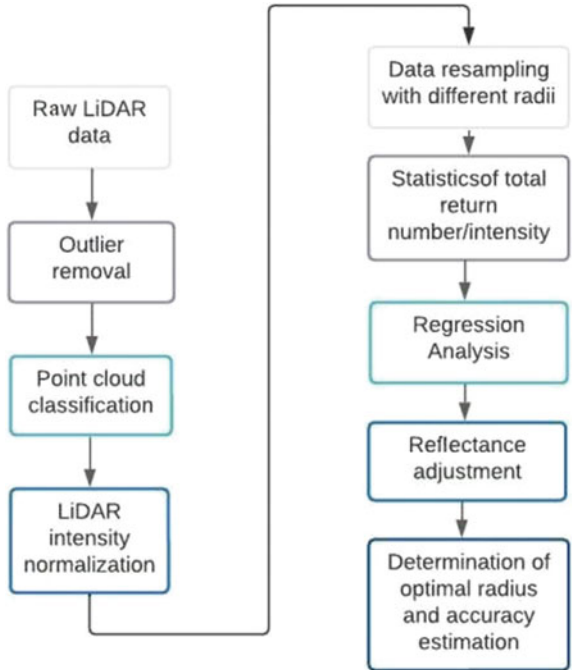 Raw LiDAR
data
Outlier
removal
Point cloud
classification
LiDAR
intensity
normalization
Data resampling
with different radii
Statisticsof total
return
number/intensity
Regression
Analysis
Reflectance
adjustment
Determination of
optimal radius
and accuracy
estimation